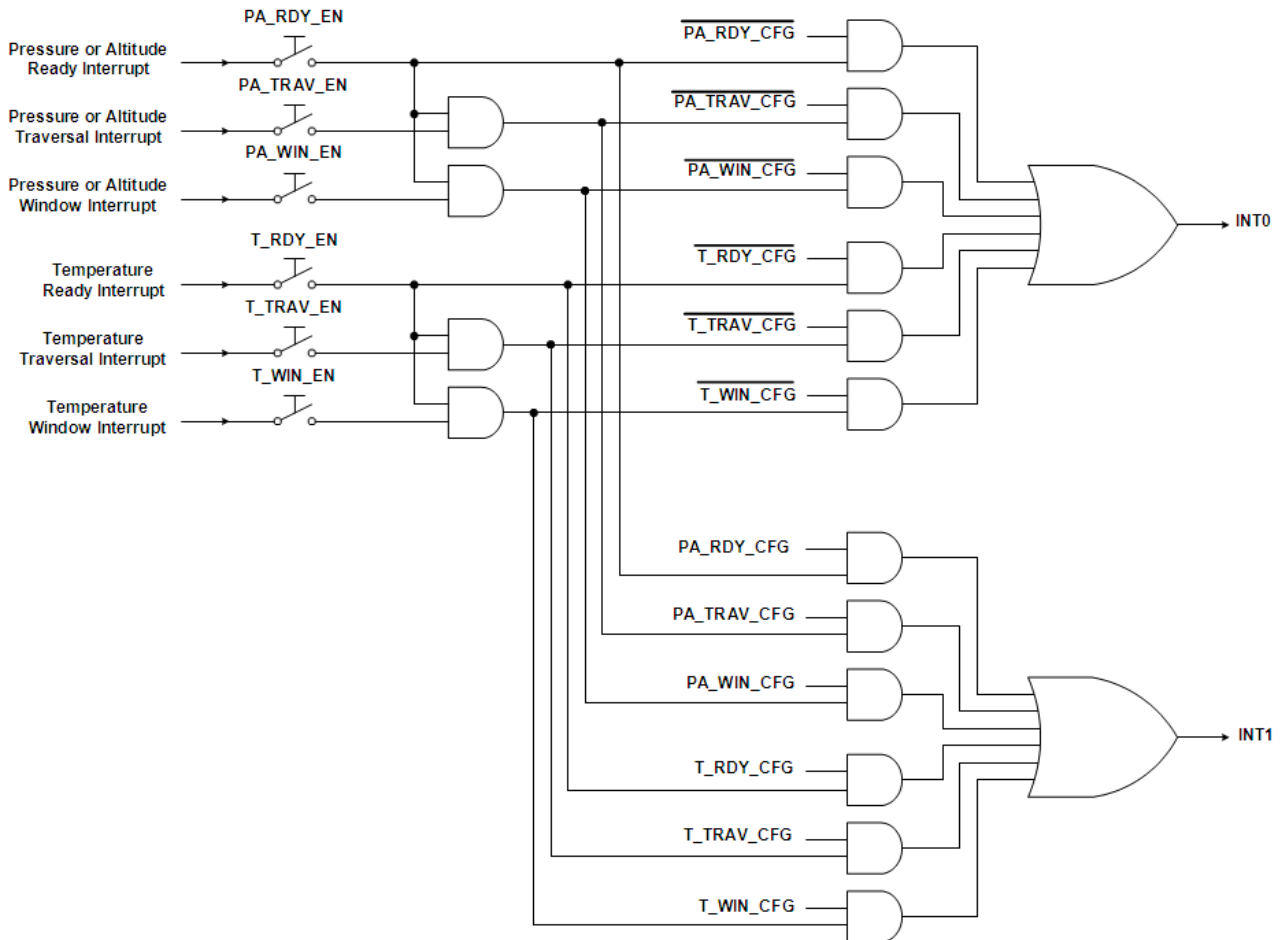 PA_RDY_EN
Pressure or Altitude
Ready Interrupt
PA_RDY_CFG
PA_TRAV_EN
Pressure or Altitude
Traversal Interrupt
PA_TRAV_CFG
PA_WIN_EN
Pressure or Altitude
Window Interrupt
PA_WIN_CFG
INT0
T_RDY_EN
Temperature
Ready Interrupt
T_RDY_CFG
T_TRAV_EN
Temperature
Traversal Interrupt
T_TRAV_CFG
T_WIN_EN
Temperature
Window Interrupt
T_WIN_CFG
PA_RDY_CFG
PA_TRAV_CFG
PA_WIN_CFG
INT1
T_RDY_CFG
T_TRAV_CFG
T_WIN_CFG